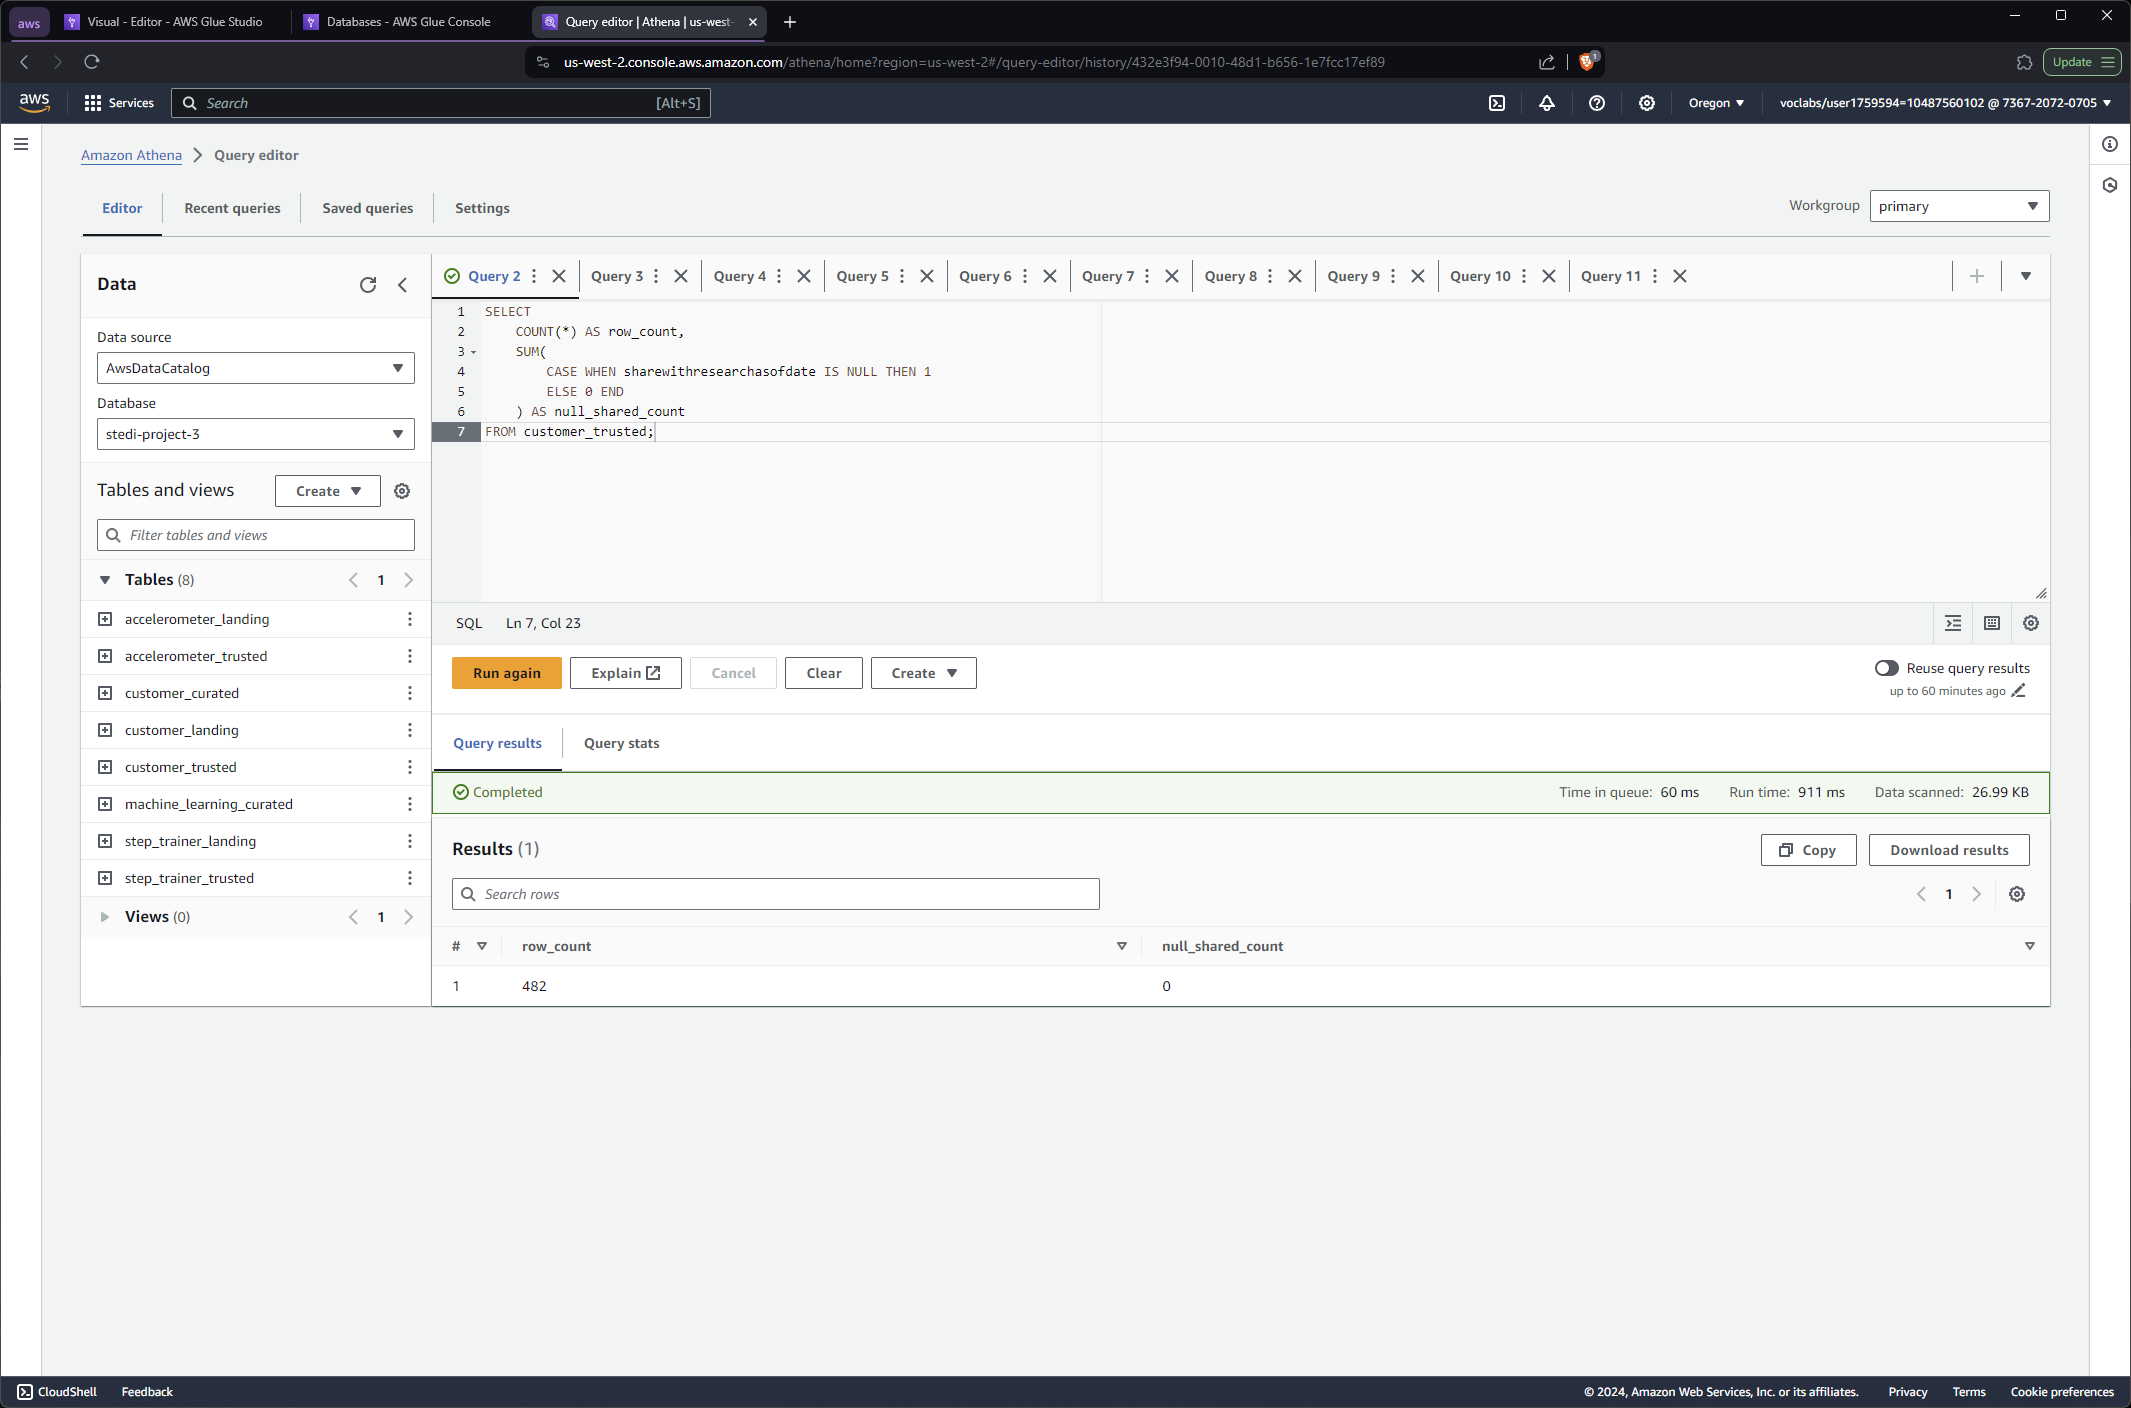 aws
Visual - Editor - AWS Glue Studio
Databases - AWS Glue Console
Query editor | Athena | us-west-
us-west-2.console.aws.amazon.com/athena/home?region=us-west-2#/query-editor/history/432e3f94-0010-48d1-b656-1e7fcc17ef89
1
Update
aws
Services
Search
[Alt+S]
Oregon
voclabs/user1759594=10487560102 @ 7367-2072-0705
Amazon Athena
Query editor
Editor
Recent queries
Saved queries
Settings
Workgroup
primary
Data
Data source
AwsDataCatalog
Database
stedi-project-3
Tables and views
Create
Filter tables and views
Tables (8)
1
accelerometer_landing
accelerometer_trusted
customer_curated
customer_landing
customer_trusted
machine_learning_curated
step_trainer_landing
step_trainer_trusted
Views (0)
1
Query 2
Query 3
Query 4
Query 5
Query 6
Query 7
Query 8
Query 9
Query 10
Query 11
1 SELECT
2 COUNT(*) AS row_count,
3 SUM(
4 CASE WHEN sharewithresearchasofdate IS NULL THEN 1
5 ELSE 0 END
6 ) AS null_shared_count
7 FROM customer_trusted;
SQL
Ln 7, Col 23
Run again
Explain
Cancel
Clear
Create
Reuse query results
up to 60 minutes ago
Query results
Query stats
Completed
Time in queue: 60 ms
Run time: 911 ms
Data scanned: 26.99 KB
Results (1)
Copy
Download results
Search rows
1
# row_count null_shared_count
1 482 0
CloudShell
Feedback
© 2024, Amazon Web Services, Inc. or its affiliates.
Privacy
Terms
Cookie preferences